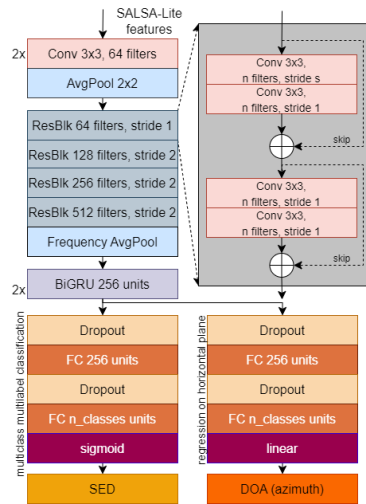 SALSA-Lite
features
2x
Conv 3x3, 64 filters
AvgPool 2x2
ResBlk 64 filters, stride 1
ResBlk 128 filters, stride 2
ResBlk 256 filters, stride 2
ResBlk 512 filters, stride 2
Frequency AvgPool
2x
BiGRU 256 units
Conv 3x3,
n filters, stride s
Conv 3x3,
n filters, stride 1
skip
Conv 3x3,
n filters, stride 1
Conv 3x3,
n filters, stride 1
skip
multiclass multilabel classification
Dropout
FC 256 units
Dropout
FC n_classes units
sigmoid
SED
regression on horizontal plane
Dropout
FC 256 units
Dropout
FC n_classes units
linear
DOA (azimuth)